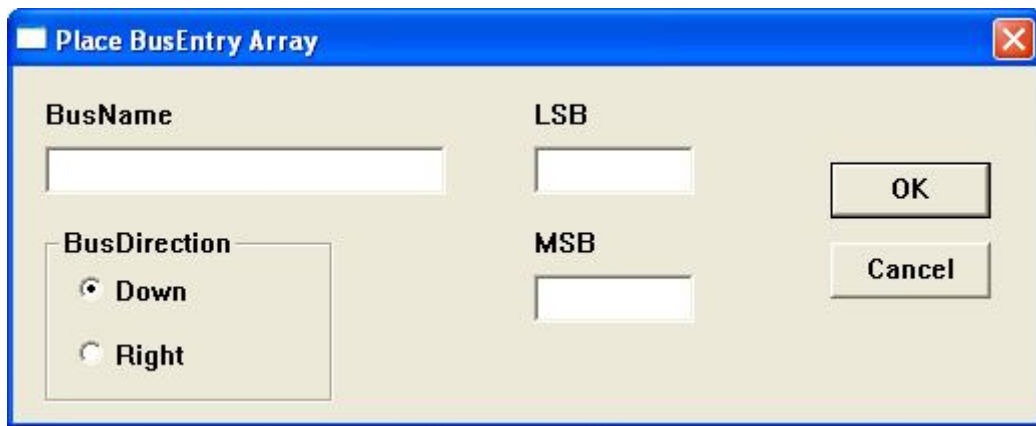 Place BusEntry Array
BusName
LSB
OK
BusDirection
MSB
Down
Cancel
Right